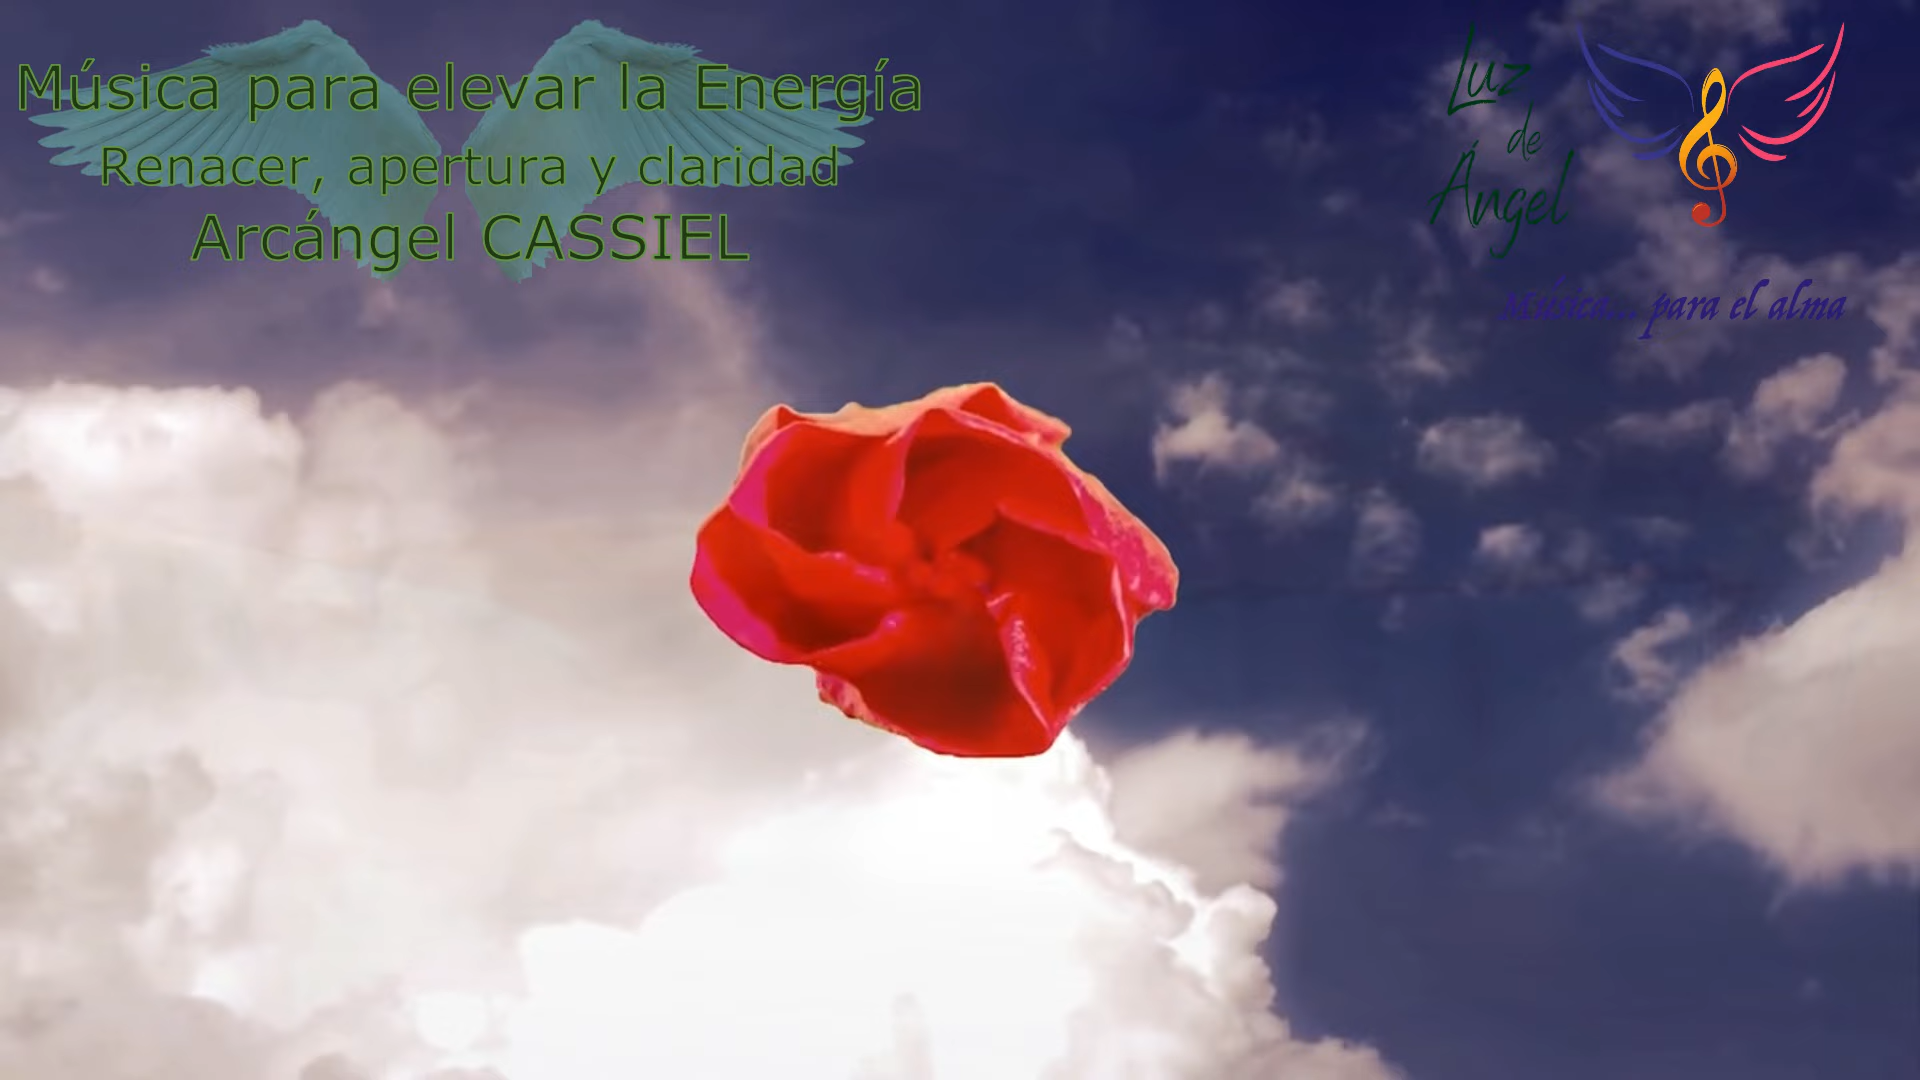 Música para elevar la Energía
Renacer, apertura y claridad
Arcángel CASSIEL
Luz
de
Ángel
Música... para el alma